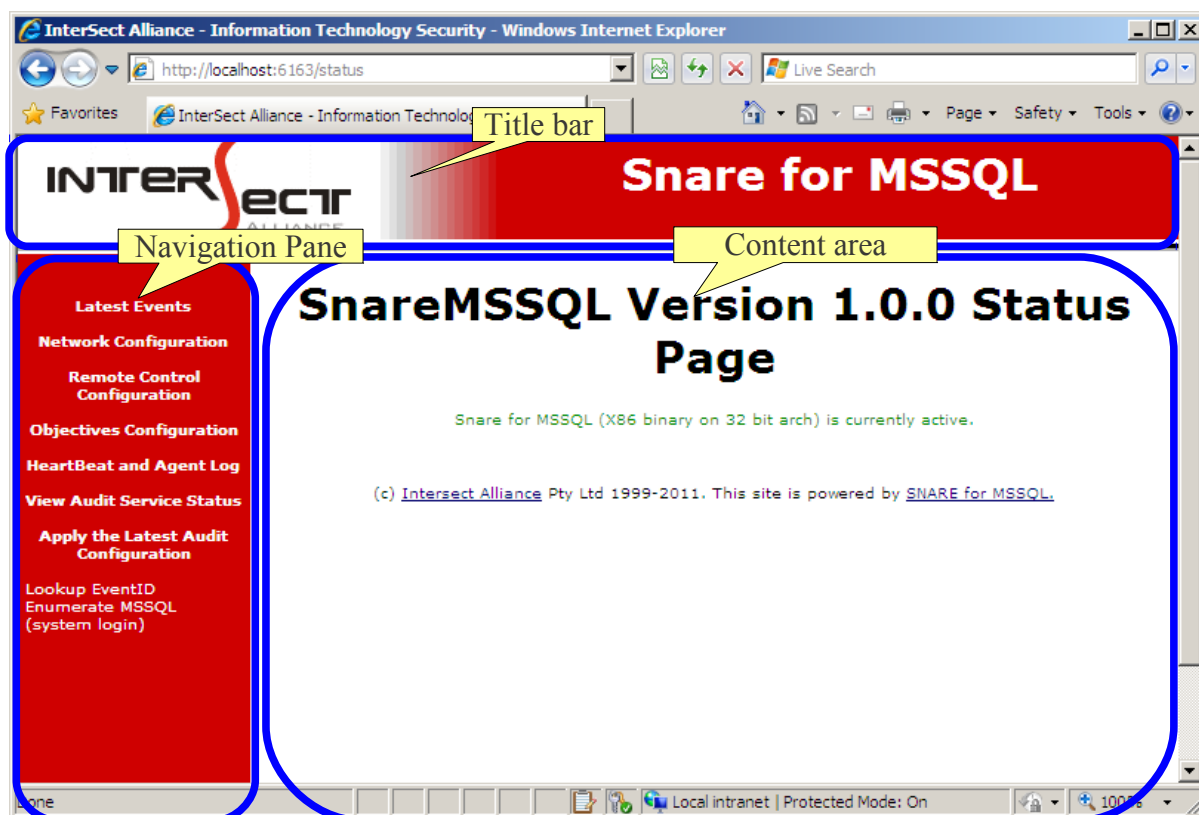 InterSect Alliance - Information Technology Security - Windows Internet Explorer
http://localhost:6163/status
Live Search
Favorites
InterSect Alliance - Information Technolog
Page
Safety
Tools
Title bar
INTERSECT
ALLIANCE
Snare for MSSQL
Navigation Pane
Content area
Latest Events
Network Configuration
Remote Control
Configuration
Objectives Configuration
HeartBeat and Agent Log
View Audit Service Status
Apply the Latest Audit
Configuration
Lookup EventID
Enumerate MSSQL
(system login)
SnareMSSQL Version 1.0.0 Status
Page
Snare for MSSQL (X86 binary on 32 bit arch) is currently active.
(c) Intersect Alliance Pty Ltd 1999-2011. This site is powered by SNARE for MSSQL.
Done
Local intranet | Protected Mode: On
100%